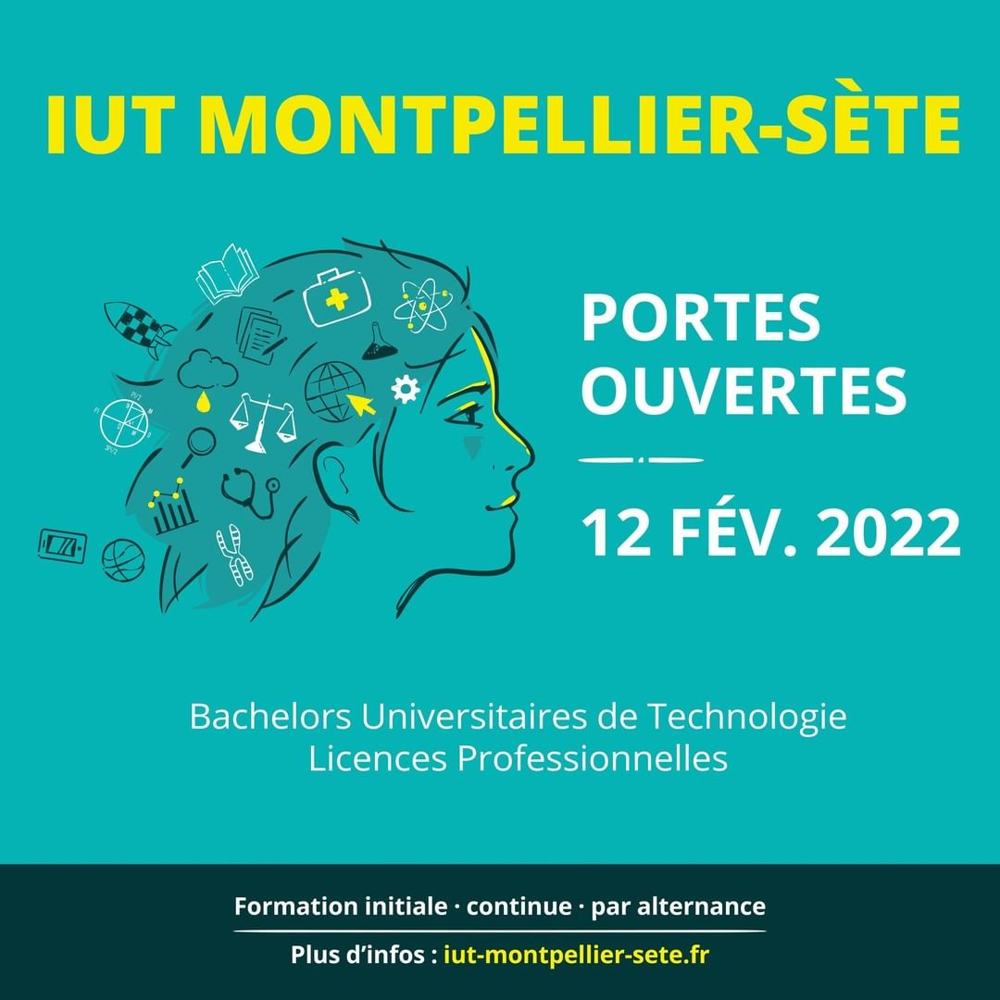 IUT MONTPELLIER-SÈTE
PORTES
OUVERTES
12 FÉV. 2022
Bachelors Universitaires de Technologie
Licences Professionnelles
Formation initiale · continue · par alternance
Plus d’infos : iut-montpellier-sete.fr